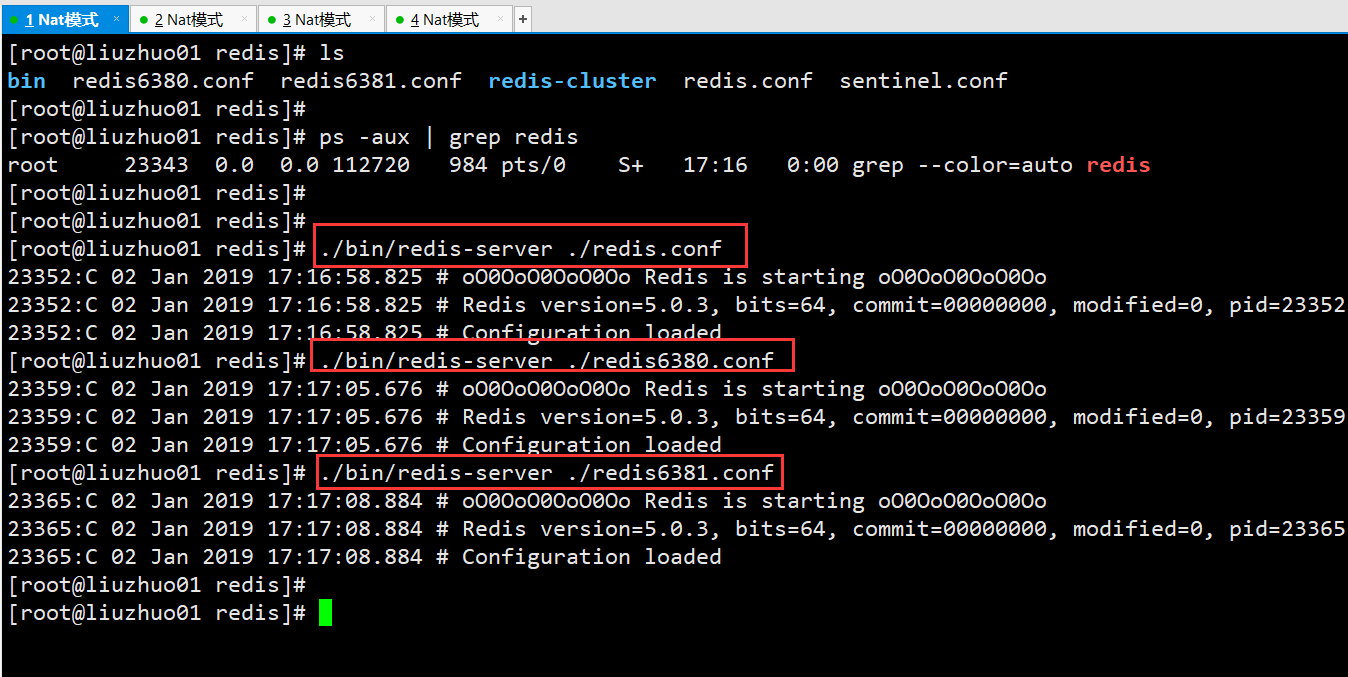 1 Nat模式 × 2 Nat模式 × 3 Nat模式 × 4 Nat模式 × +
[root@liuzhuo01 redis]# ls
bin  redis6380.conf  redis6381.conf  redis-cluster  redis.conf  sentinel.conf
[root@liuzhuo01 redis]#
[root@liuzhuo01 redis]# ps -aux | grep redis
root     23343  0.0  0.0 112720   984 pts/0    S+   17:16   0:00 grep --color=auto redis
[root@liuzhuo01 redis]#
[root@liuzhuo01 redis]#
[root@liuzhuo01 redis]# ./bin/redis-server ./redis.conf
23352:C 02 Jan 2019 17:16:58.825 # oO0OoO0OoO0Oo Redis is starting oO0OoO0OoO0Oo
23352:C 02 Jan 2019 17:16:58.825 # Redis version=5.0.3, bits=64, commit=00000000, modified=0, pid=23352
23352:C 02 Jan 2019 17:16:58.825 # Configuration loaded
[root@liuzhuo01 redis]# ./bin/redis-server ./redis6380.conf
23359:C 02 Jan 2019 17:17:05.676 # oO0OoO0OoO0Oo Redis is starting oO0OoO0OoO0Oo
23359:C 02 Jan 2019 17:17:05.676 # Redis version=5.0.3, bits=64, commit=00000000, modified=0, pid=23359
23359:C 02 Jan 2019 17:17:05.676 # Configuration loaded
[root@liuzhuo01 redis]# ./bin/redis-server ./redis6381.conf
23365:C 02 Jan 2019 17:17:08.884 # oO0OoO0OoO0Oo Redis is starting oO0OoO0OoO0Oo
23365:C 02 Jan 2019 17:17:08.884 # Redis version=5.0.3, bits=64, commit=00000000, modified=0, pid=23365
23365:C 02 Jan 2019 17:17:08.884 # Configuration loaded
[root@liuzhuo01 redis]#
[root@liuzhuo01 redis]#